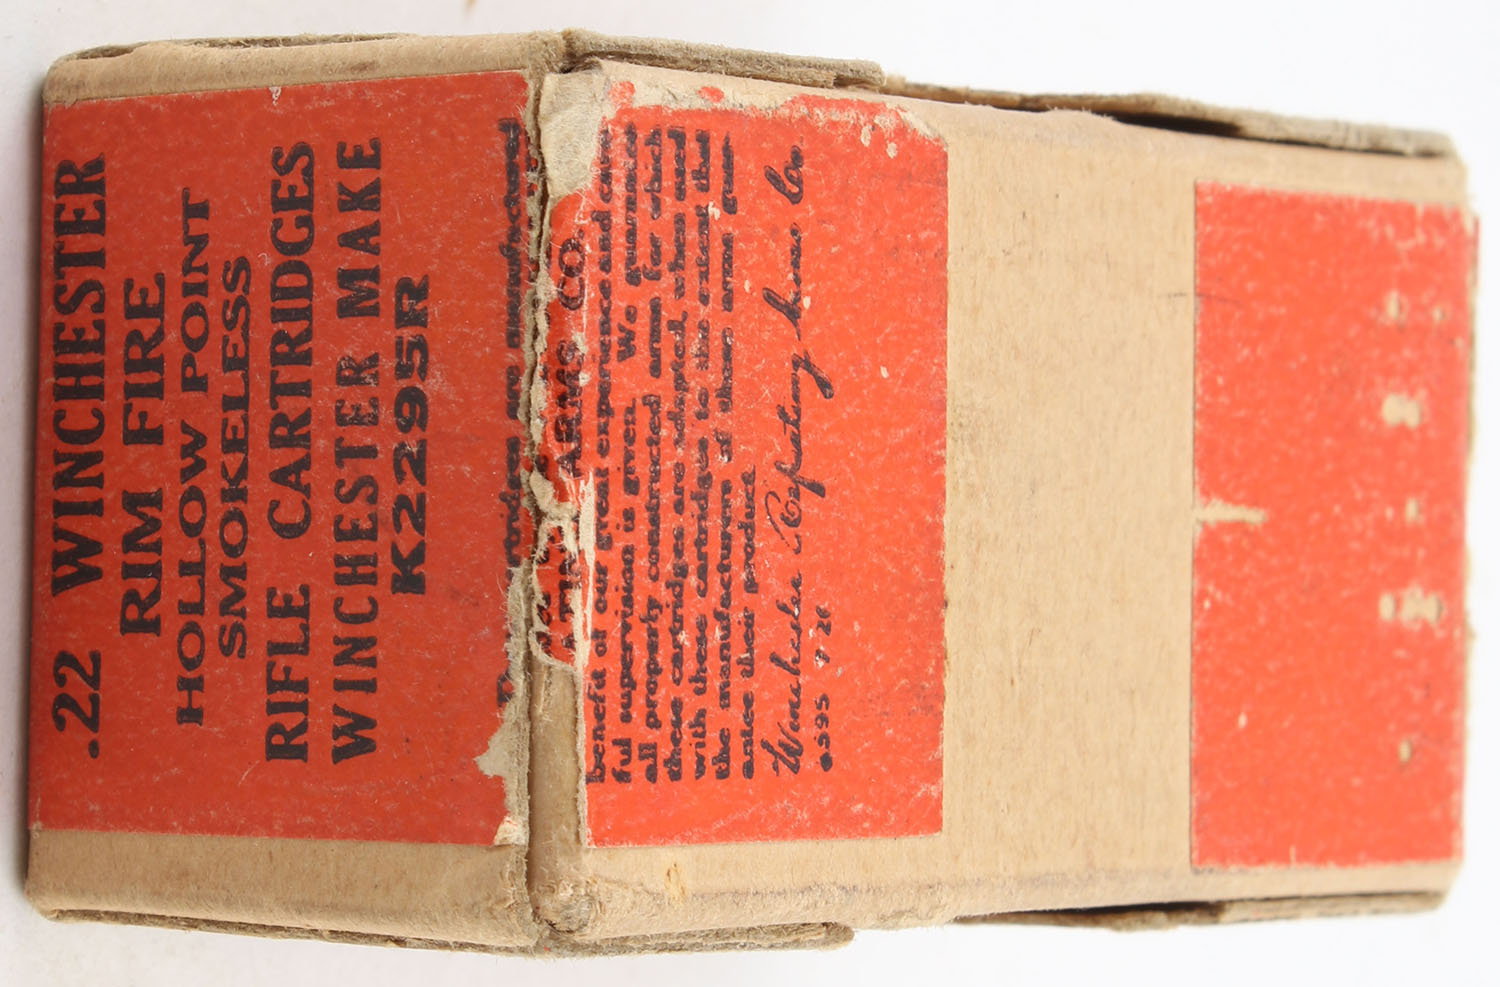 .22 WINCHESTER
RIM FIRE
HOLLOW POINT
SMOKELESS
RIFLE CARTRIDGES
WINCHESTER MAKE
K2295R
are manufactured
ARMS CO.
benefit of our great experience and care
ful supervision is given. We guarantee
all properly constructed arms for which
these cartridges are adapted, when used
with these cartridges to the extent that
the manufacturers of these arms guar
antee their product
Winchester Repeating Arms Co.